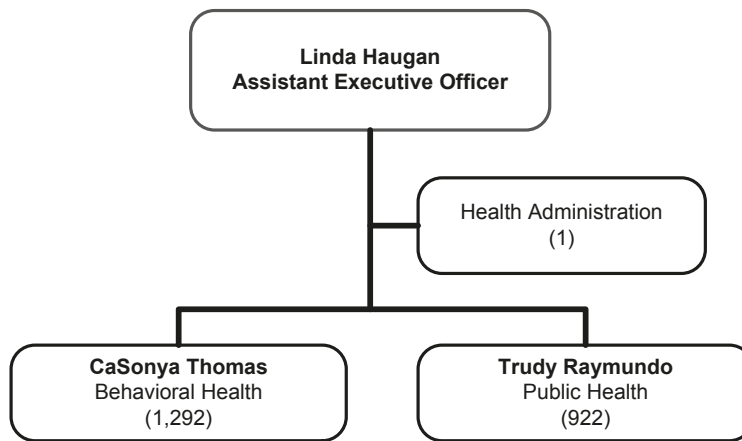 Linda Haugan
Assistant Executive Officer
Health Administration
(1)
CaSonya Thomas
Behavioral Health
(1,292)
Trudy Raymundo
Public Health
(922)